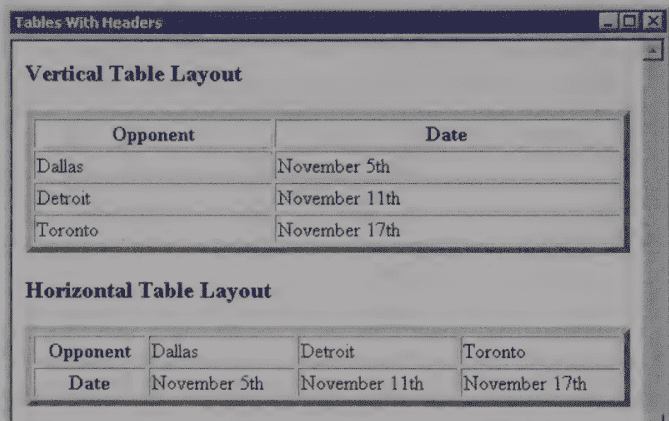 Tables With Headers
Vertical Table Layout
Opponent Date
Dallas November 5th
Detroit November 11th
Toronto November 17th
Horizontal Table Layout
Opponent Dallas Detroit Toronto
Date November 5th November 11th November 17th